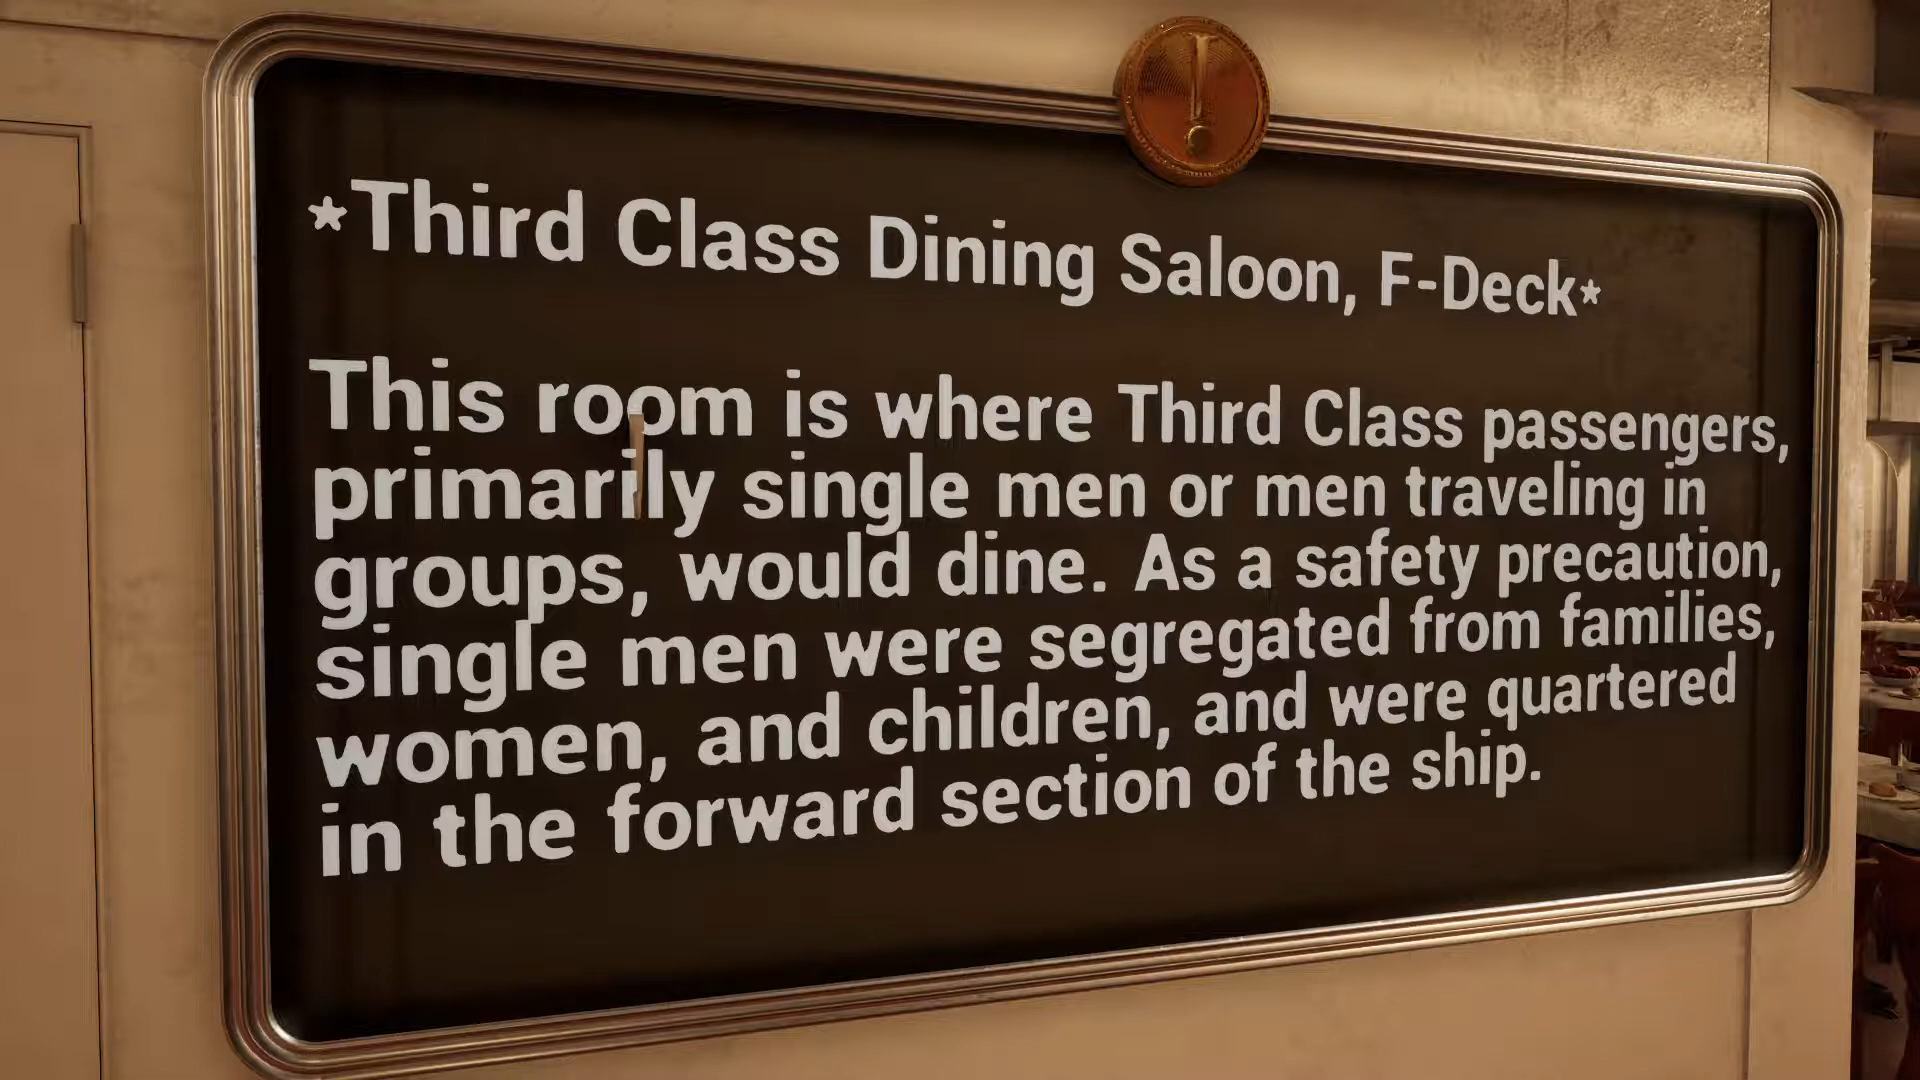 *Third Class Dining Saloon, F-Deck*
This room is where Third Class passengers,
primarily single men or men traveling in
groups, would dine. As a safety precaution,
single men were segregated from families,
women, and children, and were quartered
in the forward section of the ship.